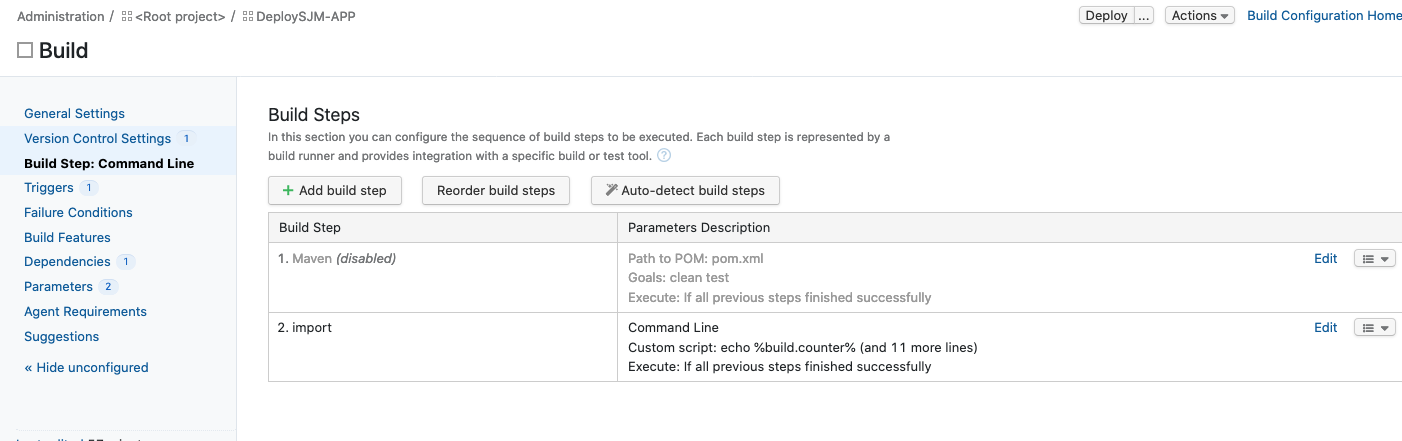 Administration / <Root project> / DeploySJM-APP
Deploy ... Actions Build Configuration Home
Build
General Settings
Version Control Settings 1
Build Step: Command Line
Triggers 1
Failure Conditions
Build Features
Dependencies 1
Parameters 2
Agent Requirements
Suggestions
« Hide unconfigured
Build Steps
In this section you can configure the sequence of build steps to be executed. Each build step is represented by a
build runner and provides integration with a specific build or test tool. ?
+ Add build step Reorder build steps Auto-detect build steps
Build Step Parameters Description
1. Maven (disabled) Path to POM: pom.xml Edit
Goals: clean test
Execute: If all previous steps finished successfully
2. import Command Line Edit
Custom script: echo %build.counter% (and 11 more lines)
Execute: If all previous steps finished successfully